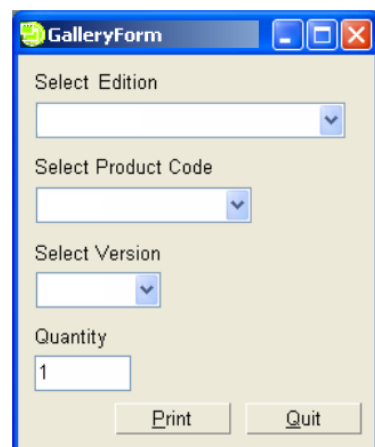 GalleryForm
Select Edition
Select Product Code
Select Version
Quantity
1
Print Quit